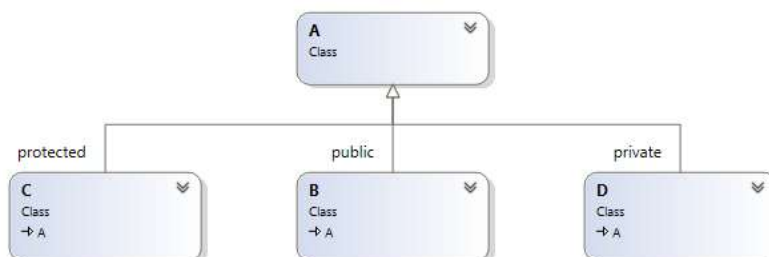 A
Class
protected
public
private
C
Class
A
B
Class
A
D
Class
A